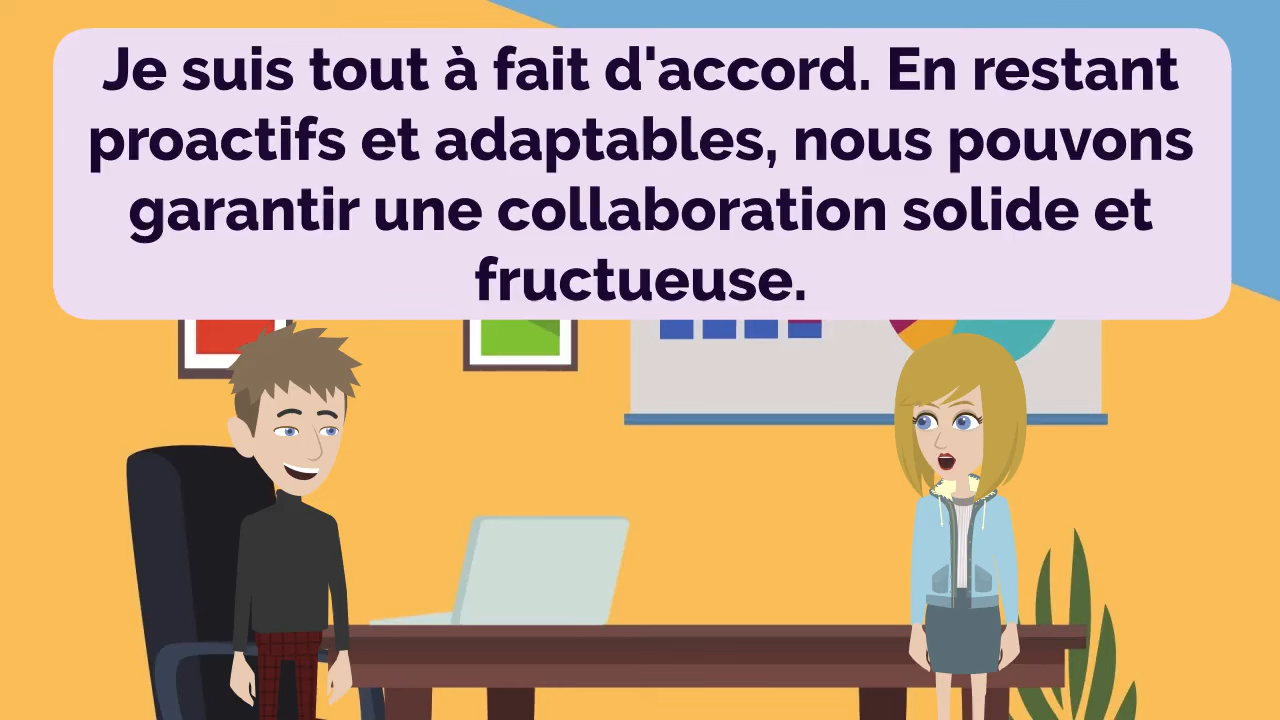 Je suis tout à fait d'accord. En restant
proactifs et adaptables, nous pouvons
garantir une collaboration solide et
fructueuse.